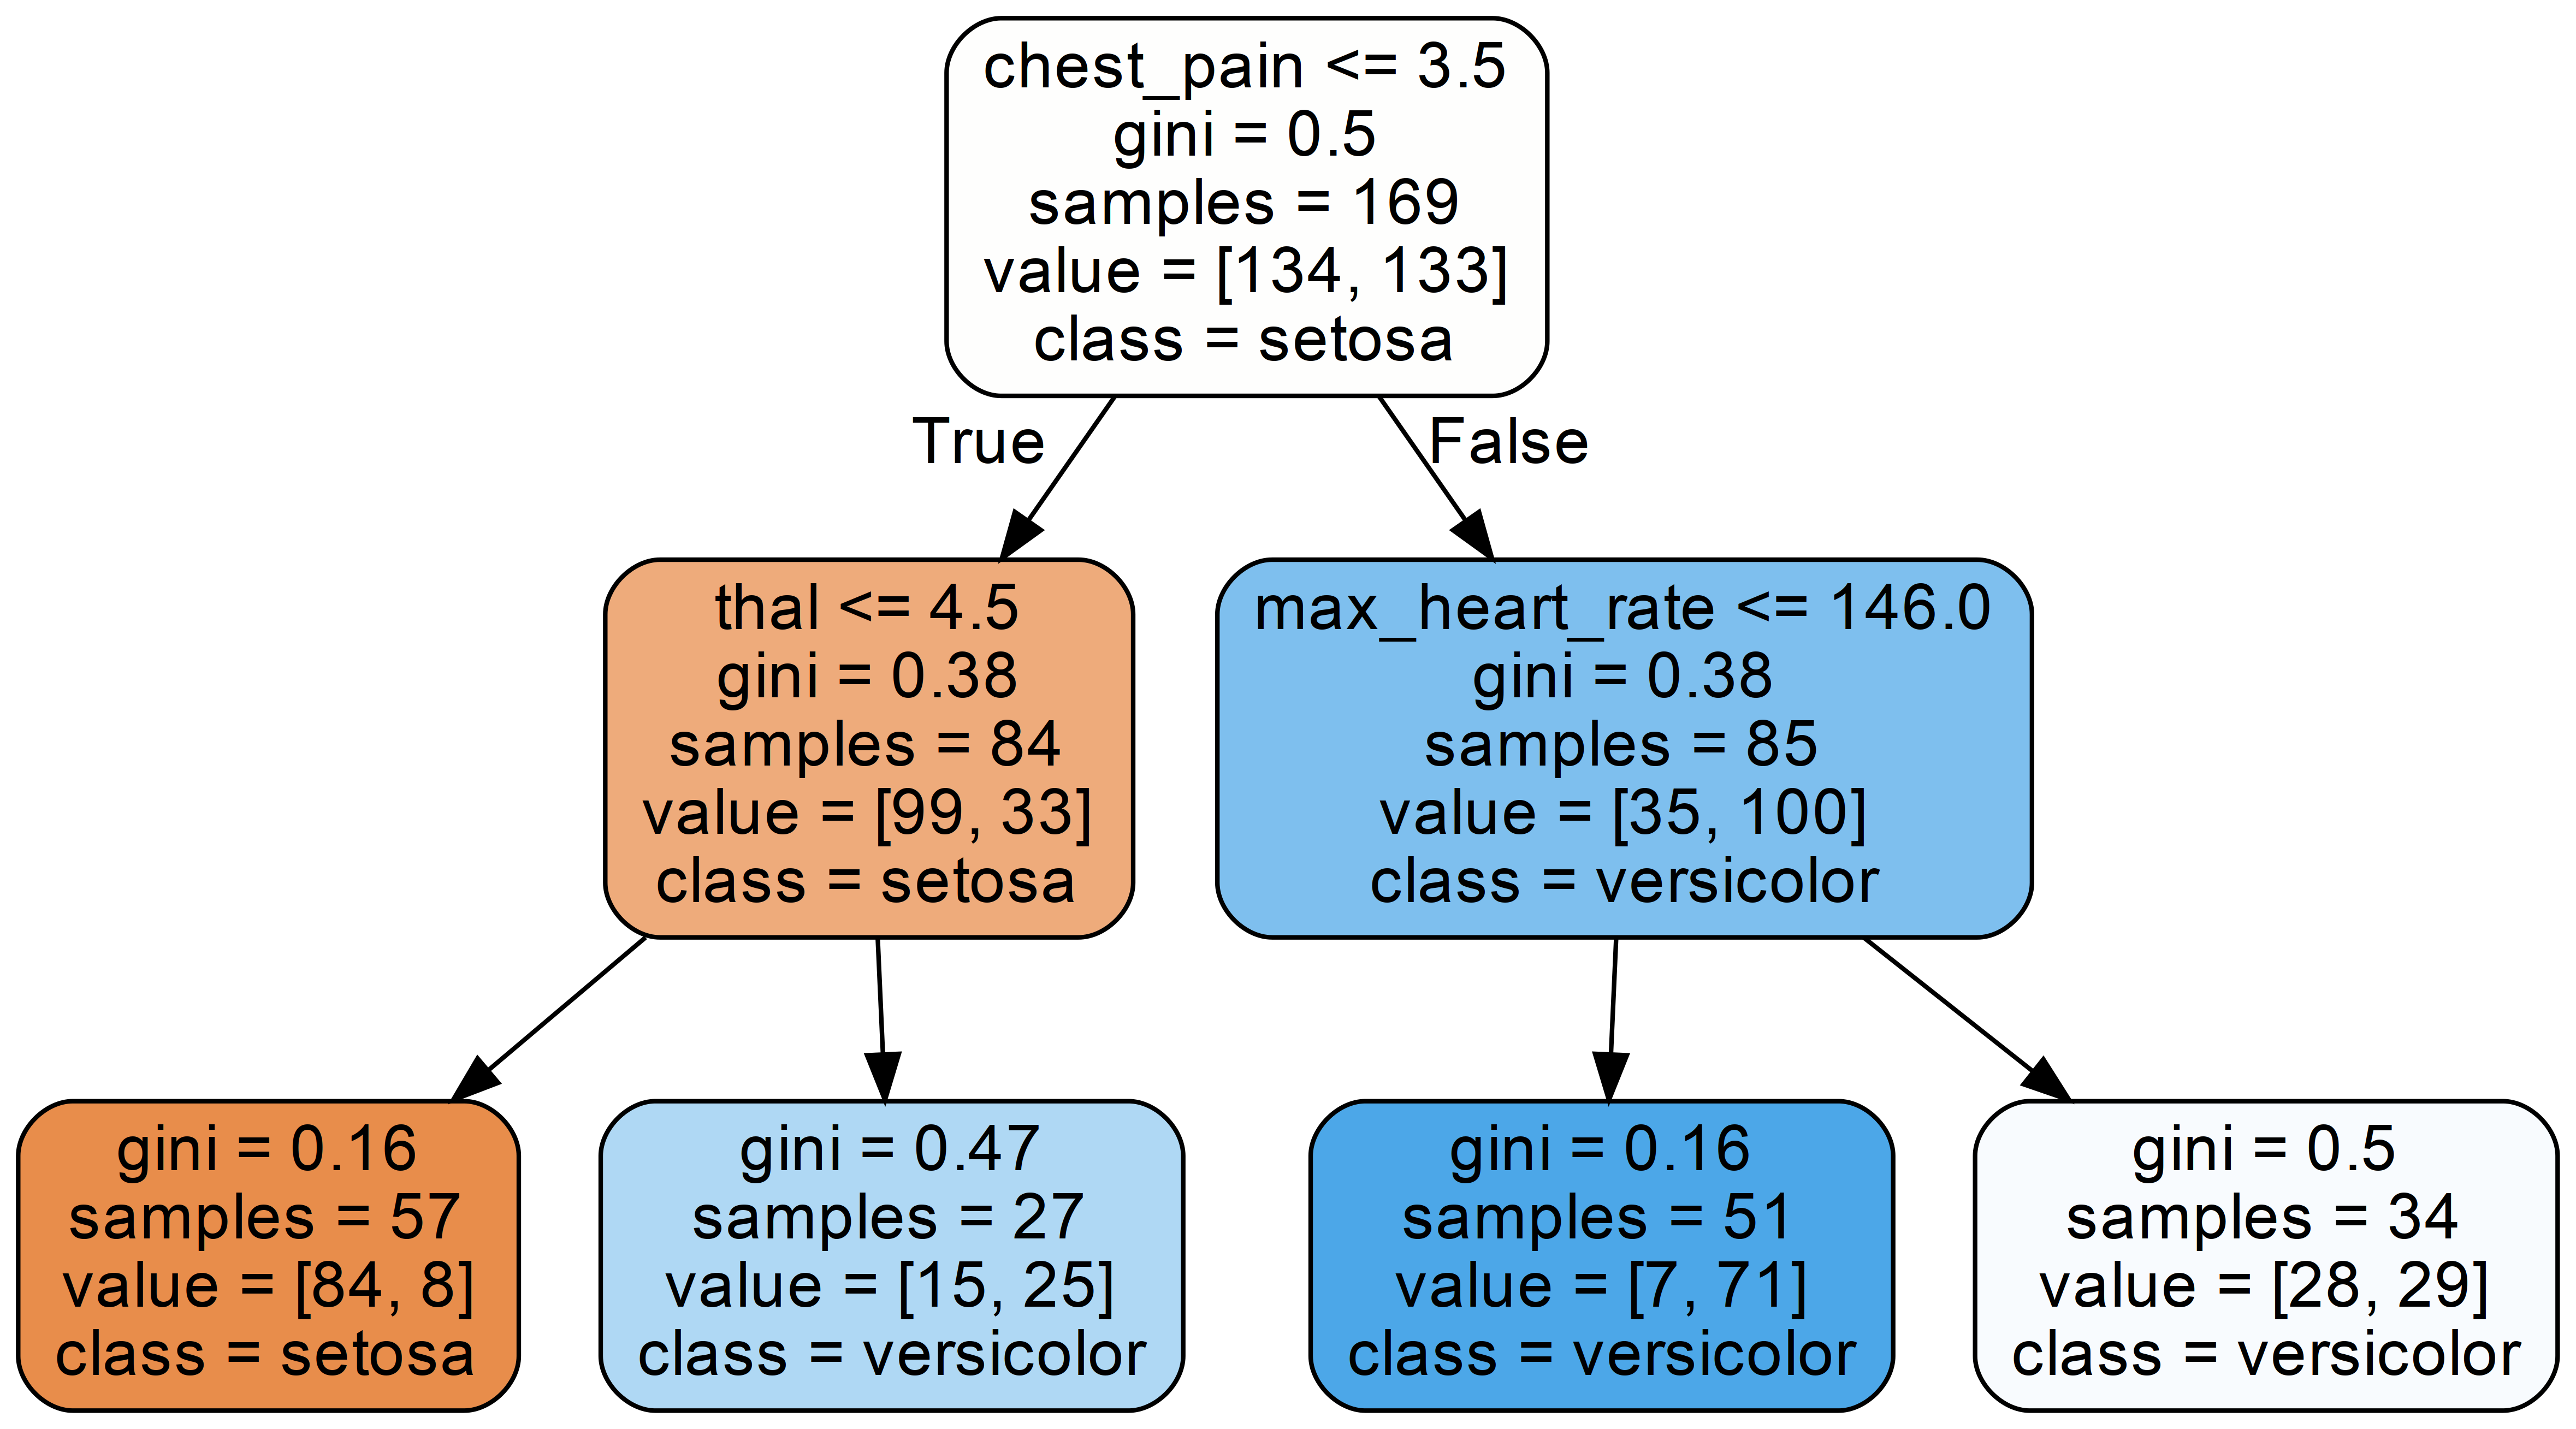 chest_pain <= 3.5
gini = 0.5
samples = 169
value = [134, 133]
class = setosa
True
False
thal <= 4.5
gini = 0.38
samples = 84
value = [99, 33]
class = setosa
max_heart_rate <= 146.0
gini = 0.38
samples = 85
value = [35, 100]
class = versicolor
gini = 0.16
samples = 57
value = [84, 8]
class = setosa
gini = 0.47
samples = 27
value = [15, 25]
class = versicolor
gini = 0.16
samples = 51
value = [7, 71]
class = versicolor
gini = 0.5
samples = 34
value = [28, 29]
class = versicolor